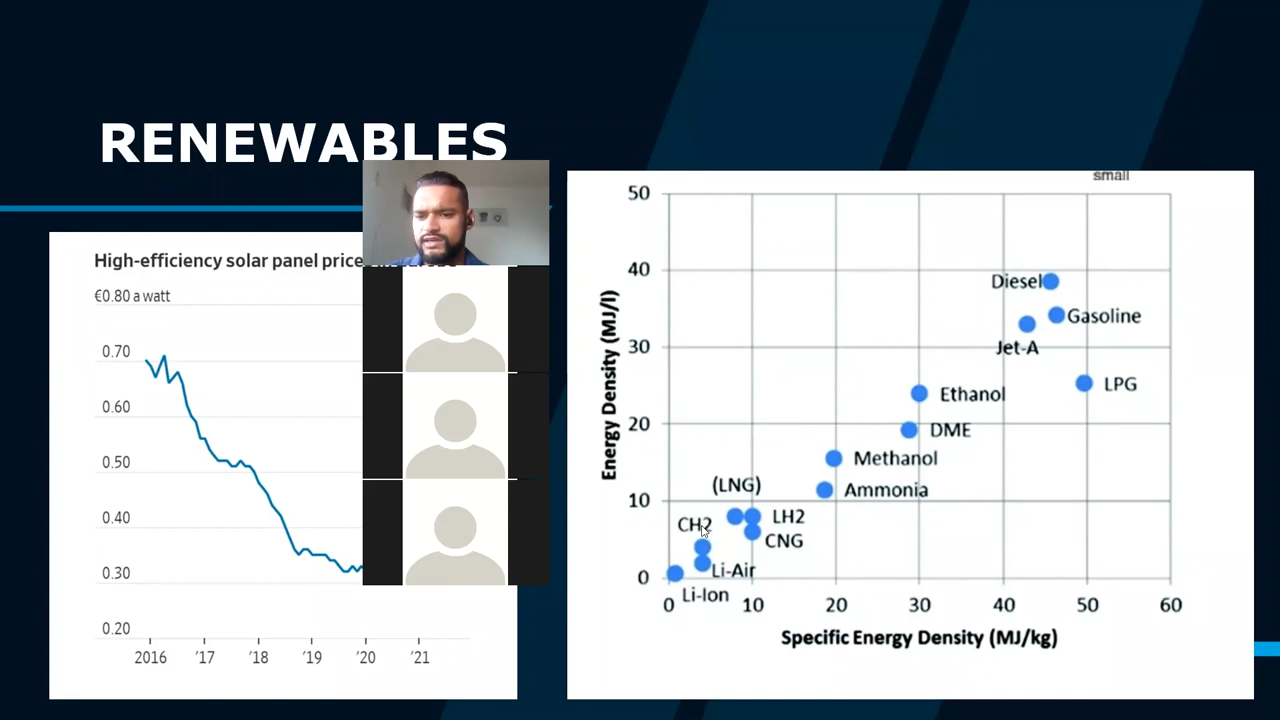 RENEWABLES
High-efficiency solar panel price
€0.80 a watt
0.70
0.60
0.50
0.40
0.30
0.20
2016 '17 '18 '19 '20 '21
small
50
40
30
20
10
0
Energy Density (MJ/l)
Diesel
Gasoline
Jet-A
LPG
Ethanol
DME
Methanol
(LNG)
Ammonia
CH2
LH2
CNG
Li-Air
Li-Ion
0 10 20 30 40 50 60
Specific Energy Density (MJ/kg)